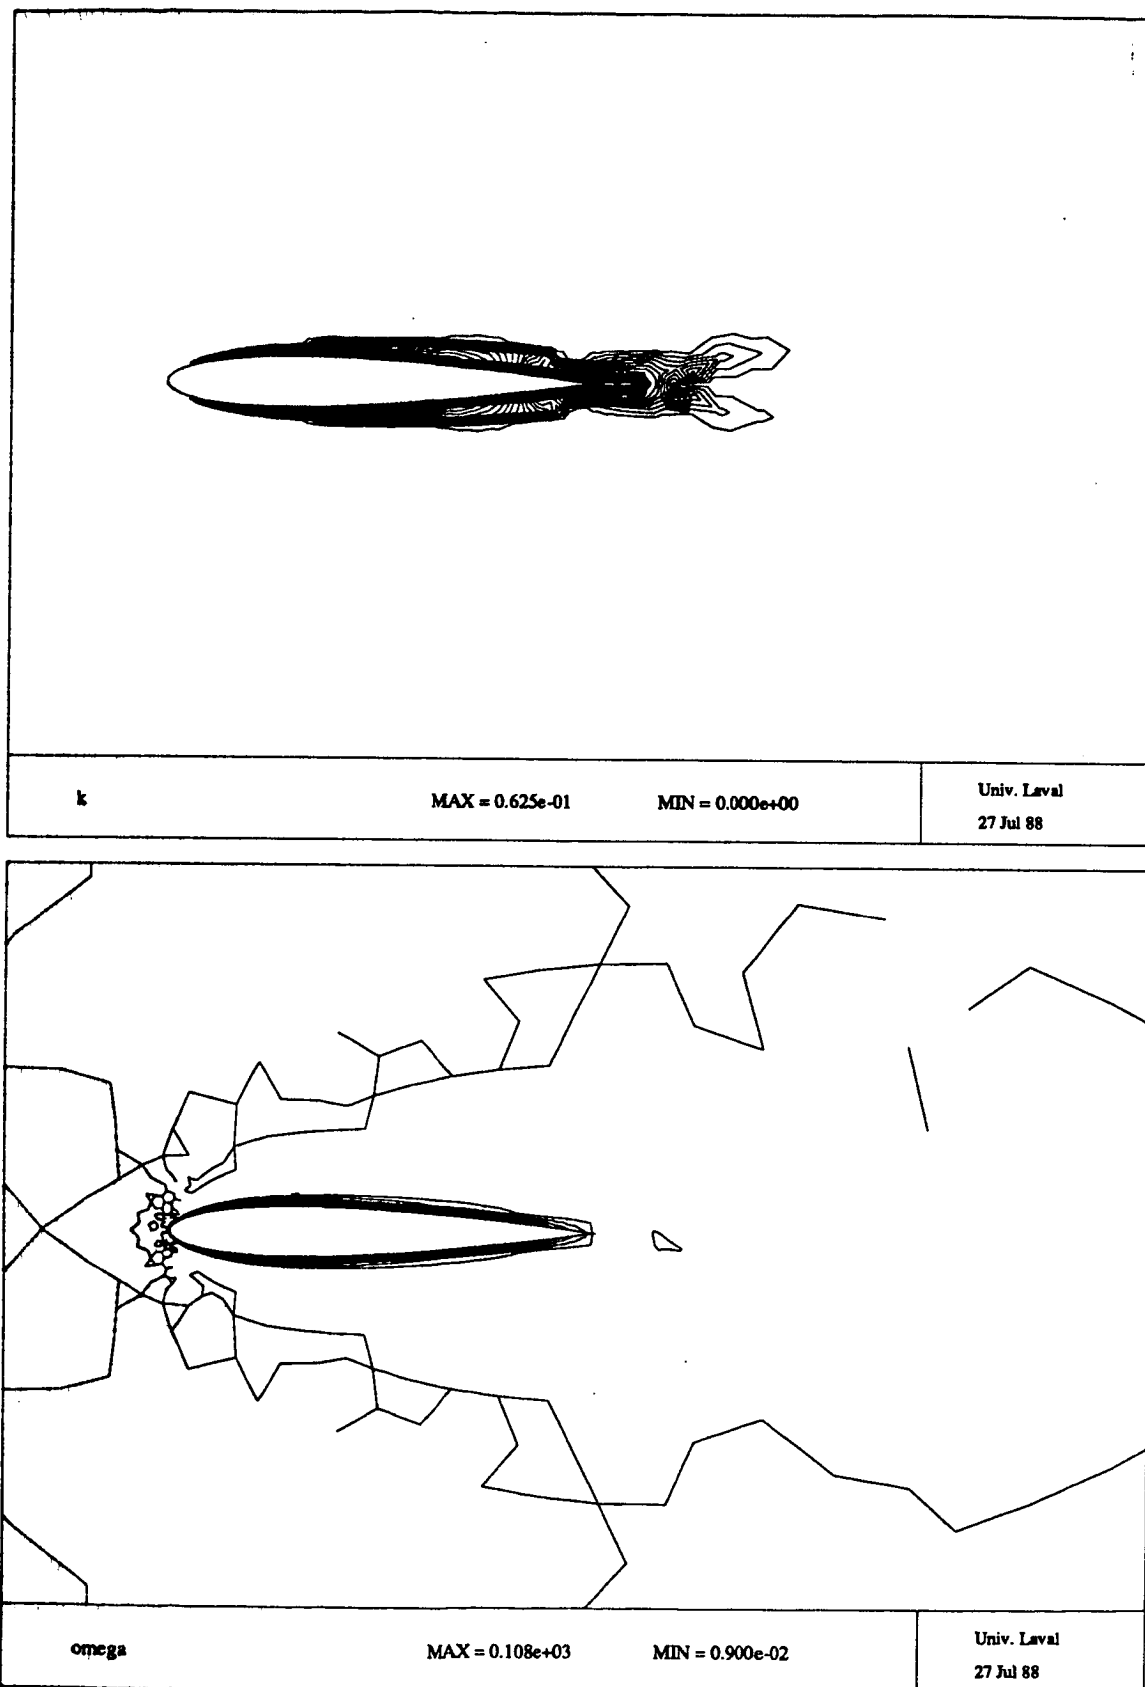 k
MAX = 0.625e-01
MIN = 0.000e+00
Univ. Laval
27 Jul 88
omega
MAX = 0.108e+03
MIN = 0.900e-02
Univ. Laval
27 Jul 88